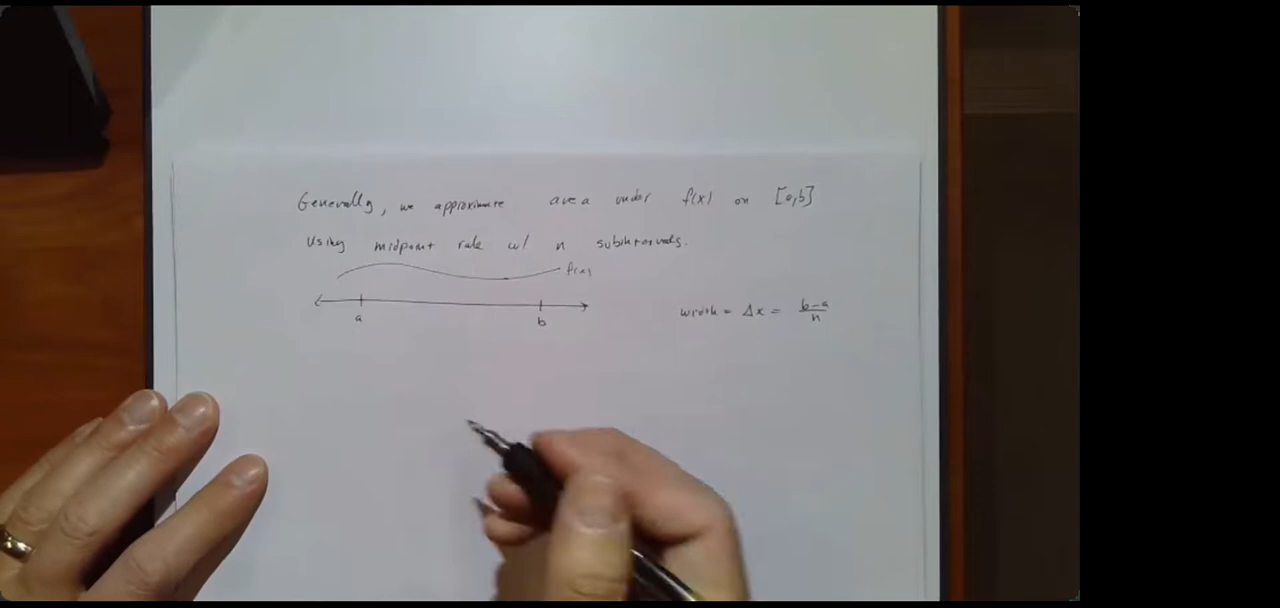 Generally, we approximate area under f(x) on [a,b]
Using midpoint rule w/ n subintervals.
f(x)
a b
width = Δx = b-a/n